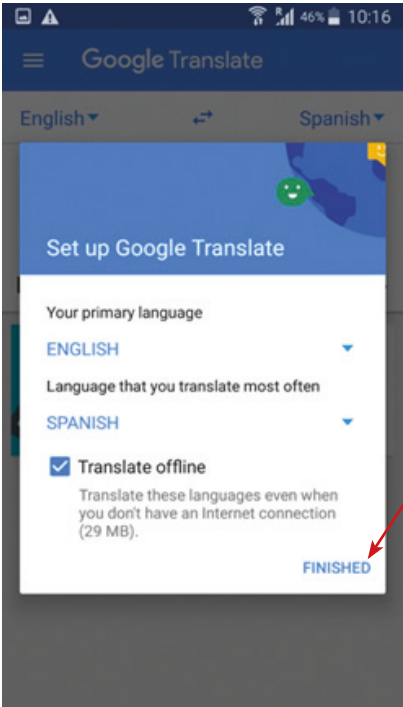 R 46% 10:16
Google Translate
English Spanish
Set up Google Translate
Your primary language
ENGLISH
Language that you translate most often
SPANISH
Translate offline
Translate these languages even when
you don't have an Internet connection
(29 MB).
FINISHED